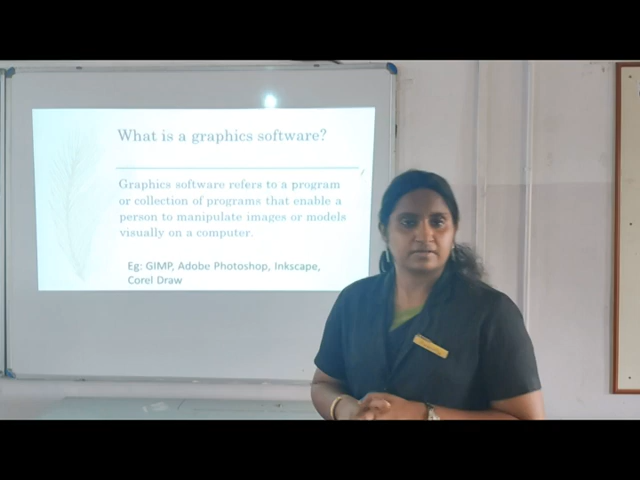 What is a graphics software?
Graphics software refers to a program
or collection of programs that enable a
person to manipulate images or models
visually on a computer.
Eg: GIMP, Adobe Photoshop, Inkscape,
Corel Draw